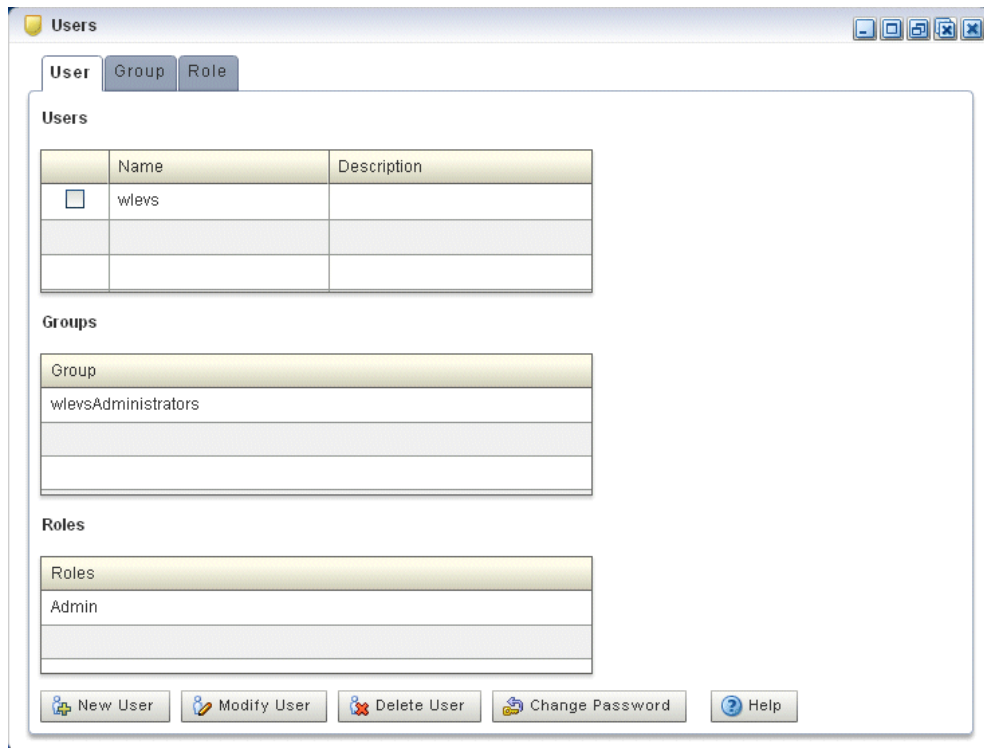 Users
User Group Role
Users
Name Description
wlevs
Groups
Group
wlevsAdministrators
Roles
Roles
Admin
New User Modify User Delete User Change Password Help